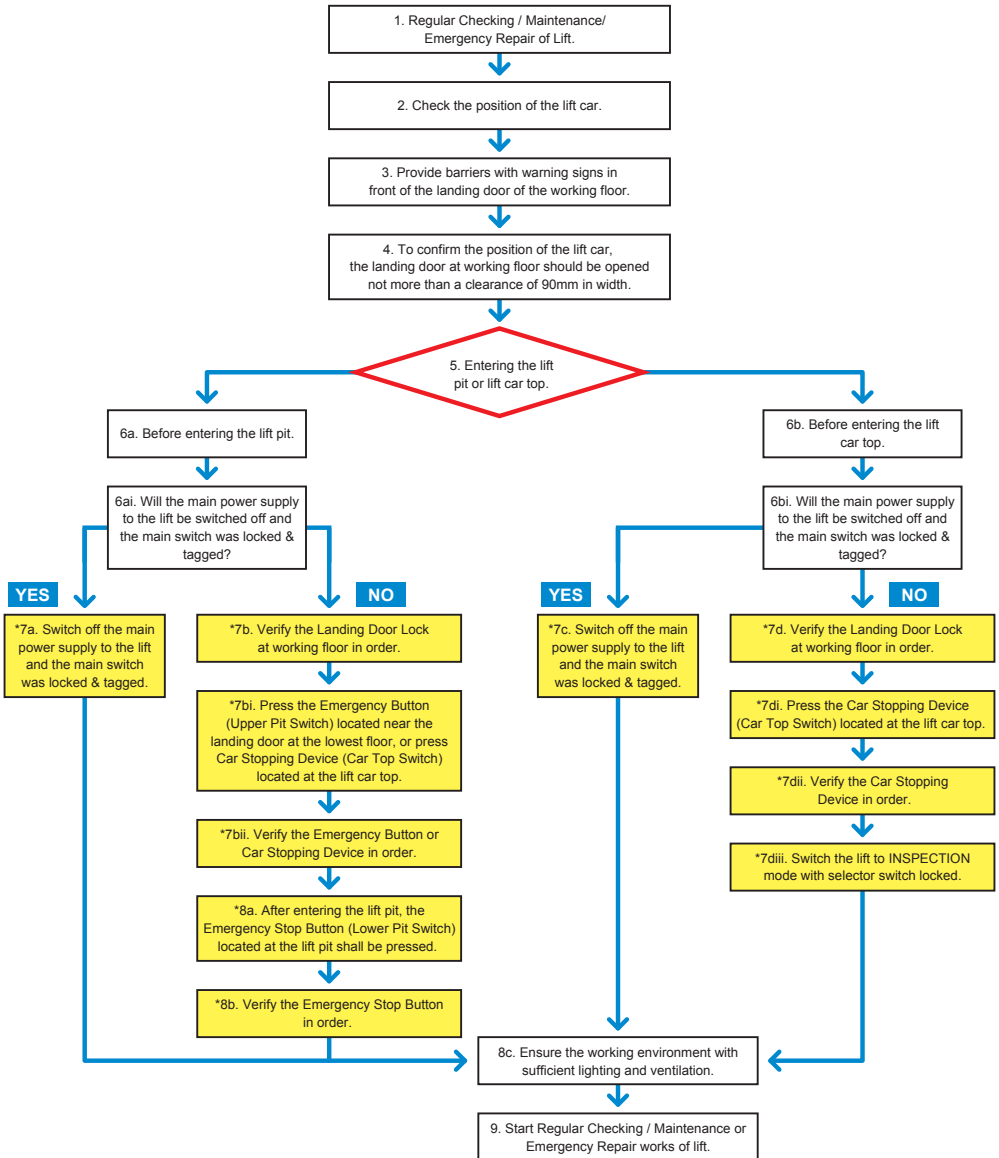 1. Regular Checking / Maintenance/
Emergency Repair of Lift.
2. Check the position of the lift car.
3. Provide barriers with warning signs in
front of the landing door of the working floor.
4. To confirm the position of the lift car,
the landing door at working floor should be opened
not more than a clearance of 90mm in width.
5. Entering the lift
pit or lift car top.
6a. Before entering the lift pit.
6ai. Will the main power supply
to the lift be switched off and
the main switch was locked &
tagged?
YES
NO
*7a. Switch off the main
power supply to the lift
and the main switch
was locked & tagged.
*7b. Verify the Landing Door Lock
at working floor in order.
*7bi. Press the Emergency Button
(Upper Pit Switch) located near the
landing door at the lowest floor, or press
Car Stopping Device (Car Top Switch)
located at the lift car top.
*7bii. Verify the Emergency Button or
Car Stopping Device in order.
*8a. After entering the lift pit, the
Emergency Stop Button (Lower Pit Switch)
located at the lift pit shall be pressed.
*8b. Verify the Emergency Stop Button
in order.
6b. Before entering the lift
car top.
6bi. Will the main power supply
to the lift be switched off and
the main switch was locked &
tagged?
YES
NO
*7c. Switch off the main
power supply to the lift
and the main switch
was locked & tagged.
*7d. Verify the Landing Door Lock
at working floor in order.
*7di. Press the Car Stopping Device
(Car Top Switch) located at the lift car top.
*7dii. Verify the Car Stopping
Device in order.
*7diii. Switch the lift to INSPECTION
mode with selector switch locked.
8c. Ensure the working environment with
sufficient lighting and ventilation.
9. Start Regular Checking / Maintenance or
Emergency Repair works of lift.